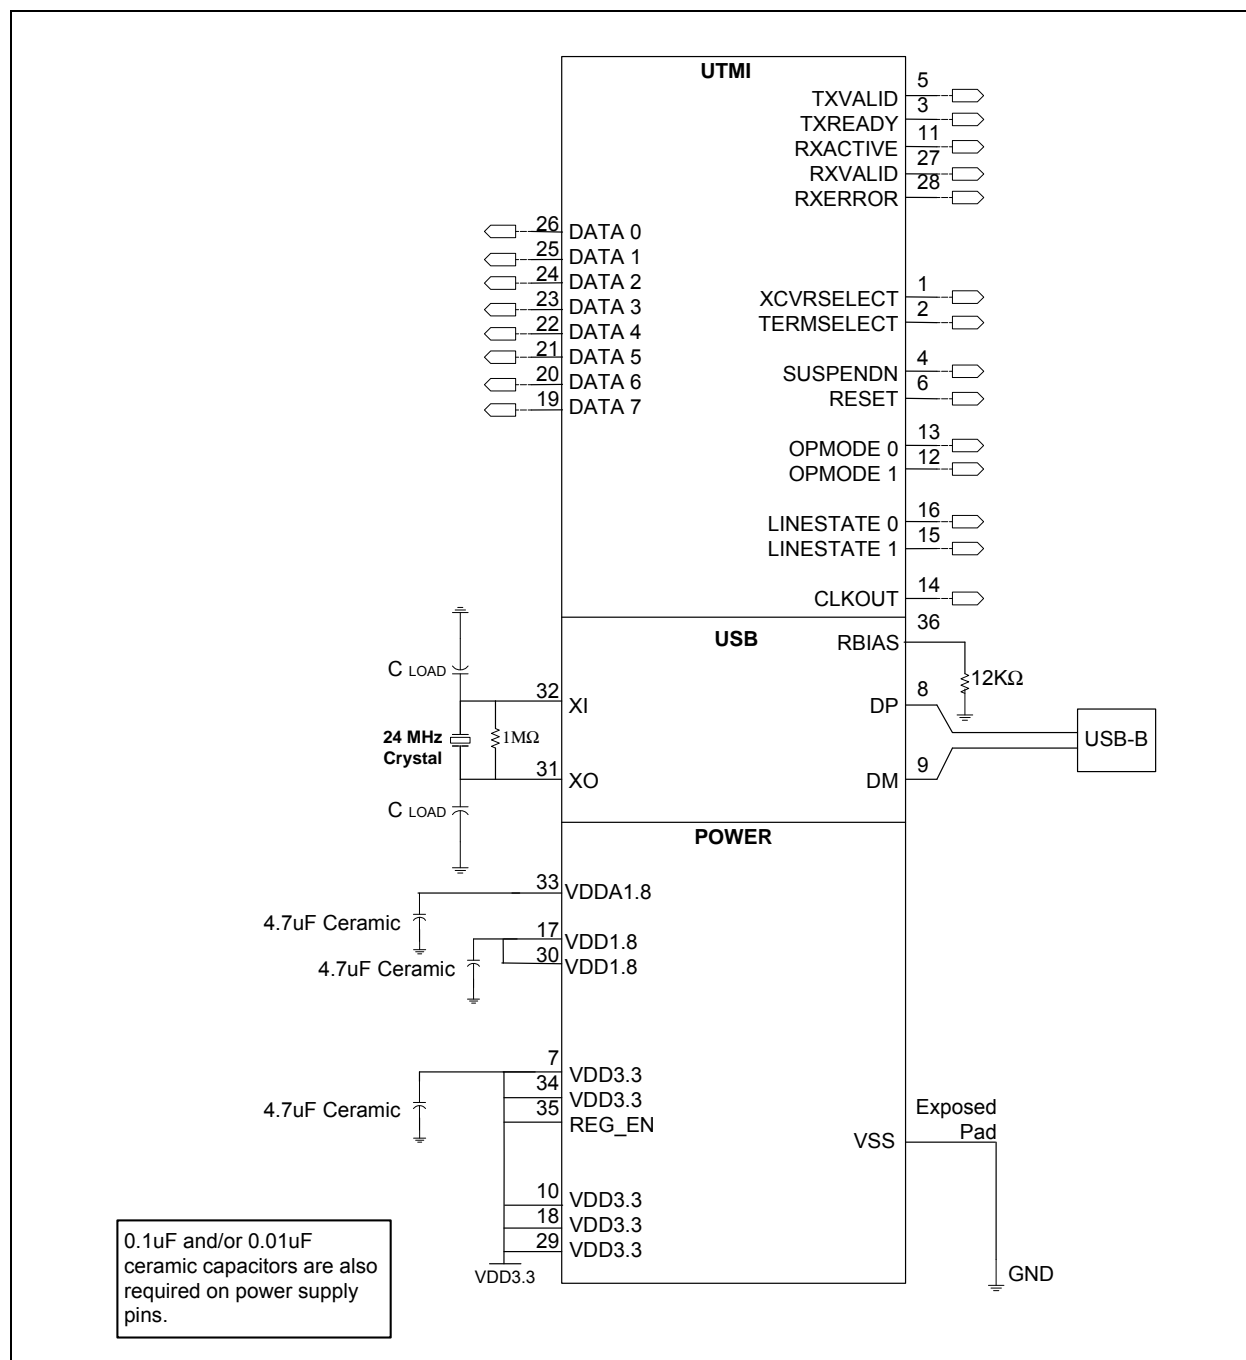 UTMI
5
TXVALID
3
TXREADY
11
RXACTIVE
27
RXVALID
28
RXERROR
26
DATA 0
25
DATA 1
24
DATA 2
23
DATA 3
22
DATA 4
21
DATA 5
20
DATA 6
19
DATA 7
1
XCVRSELECT
2
TERMSELECT
4
SUSPENDN
6
RESET
13
OPMODE 0
12
OPMODE 1
16
LINESTATE 0
15
LINESTATE 1
14
CLKOUT
USB
36
RBIAS
12KΩ
C LOAD
32
XI
24 MHz
Crystal
1MΩ
31
XO
C LOAD
8
DP
9
DM
USB-B
POWER
33
VDDA1.8
4.7uF Ceramic
17
VDD1.8
30
VDD1.8
4.7uF Ceramic
7
VDD3.3
34
VDD3.3
35
REG_EN
4.7uF Ceramic
10
VDD3.3
18
VDD3.3
29
VDD3.3
VDD3.3
VSS
Exposed
Pad
GND
0.1uF and/or 0.01uF
ceramic capacitors are also
required on power supply
pins.